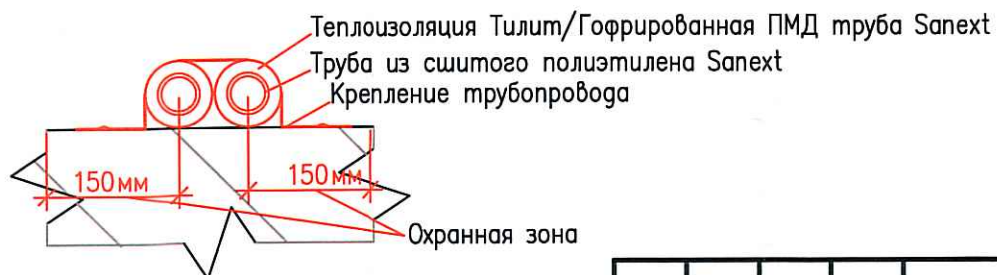 Теплоизоляция Тилит/Гофрированная ПМД труба Sanext
Труба из сшитого полиэтилена Sanext
Крепление трубопровода
150мм 150мм
Охранная зона